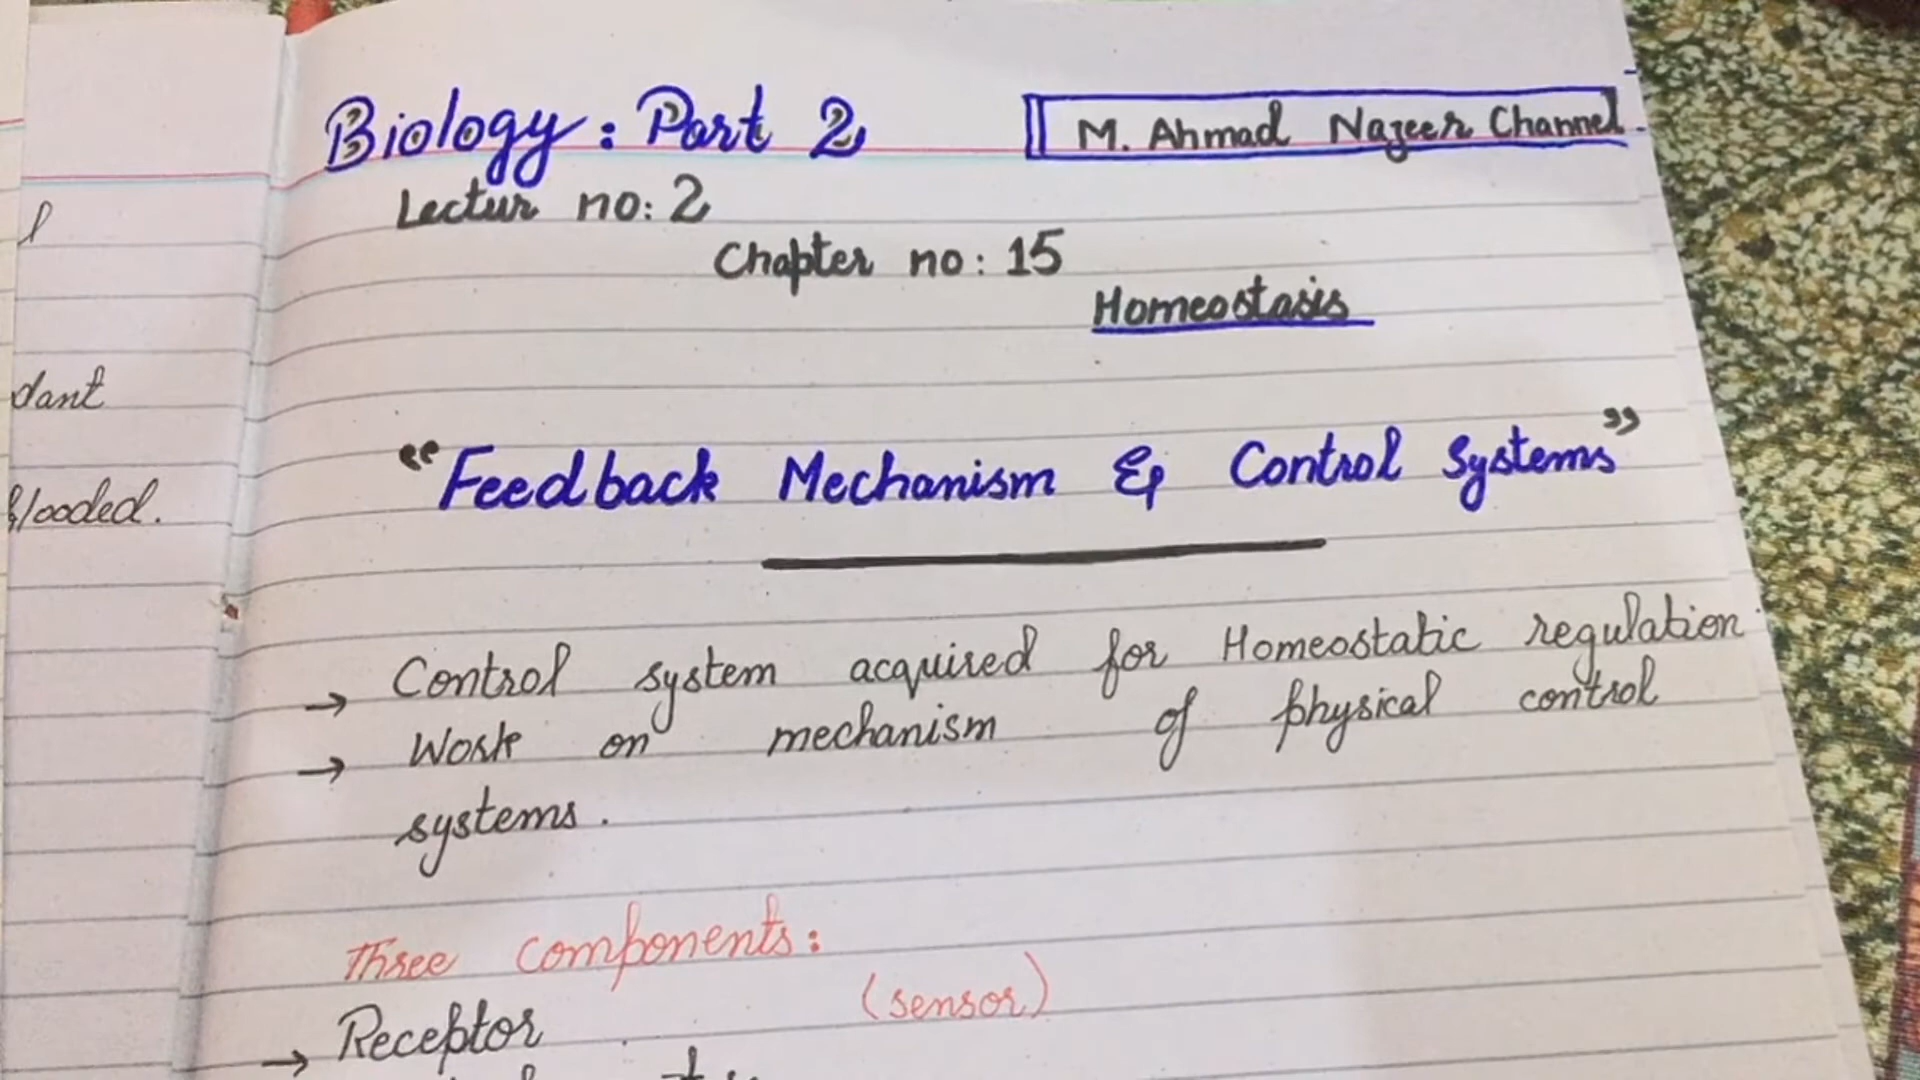 Biology: Part 2
M. Ahmad Nazeer Channel.
Lectur no: 2
Chapter no: 15
Homeostasis
"Feedback Mechanism & Control Systems"
→ Control system acquired for Homeostatic regulation
→ Work on mechanism of physical control
systems.
Three components:
(sensor)
→ Receptor
dant
blooded.